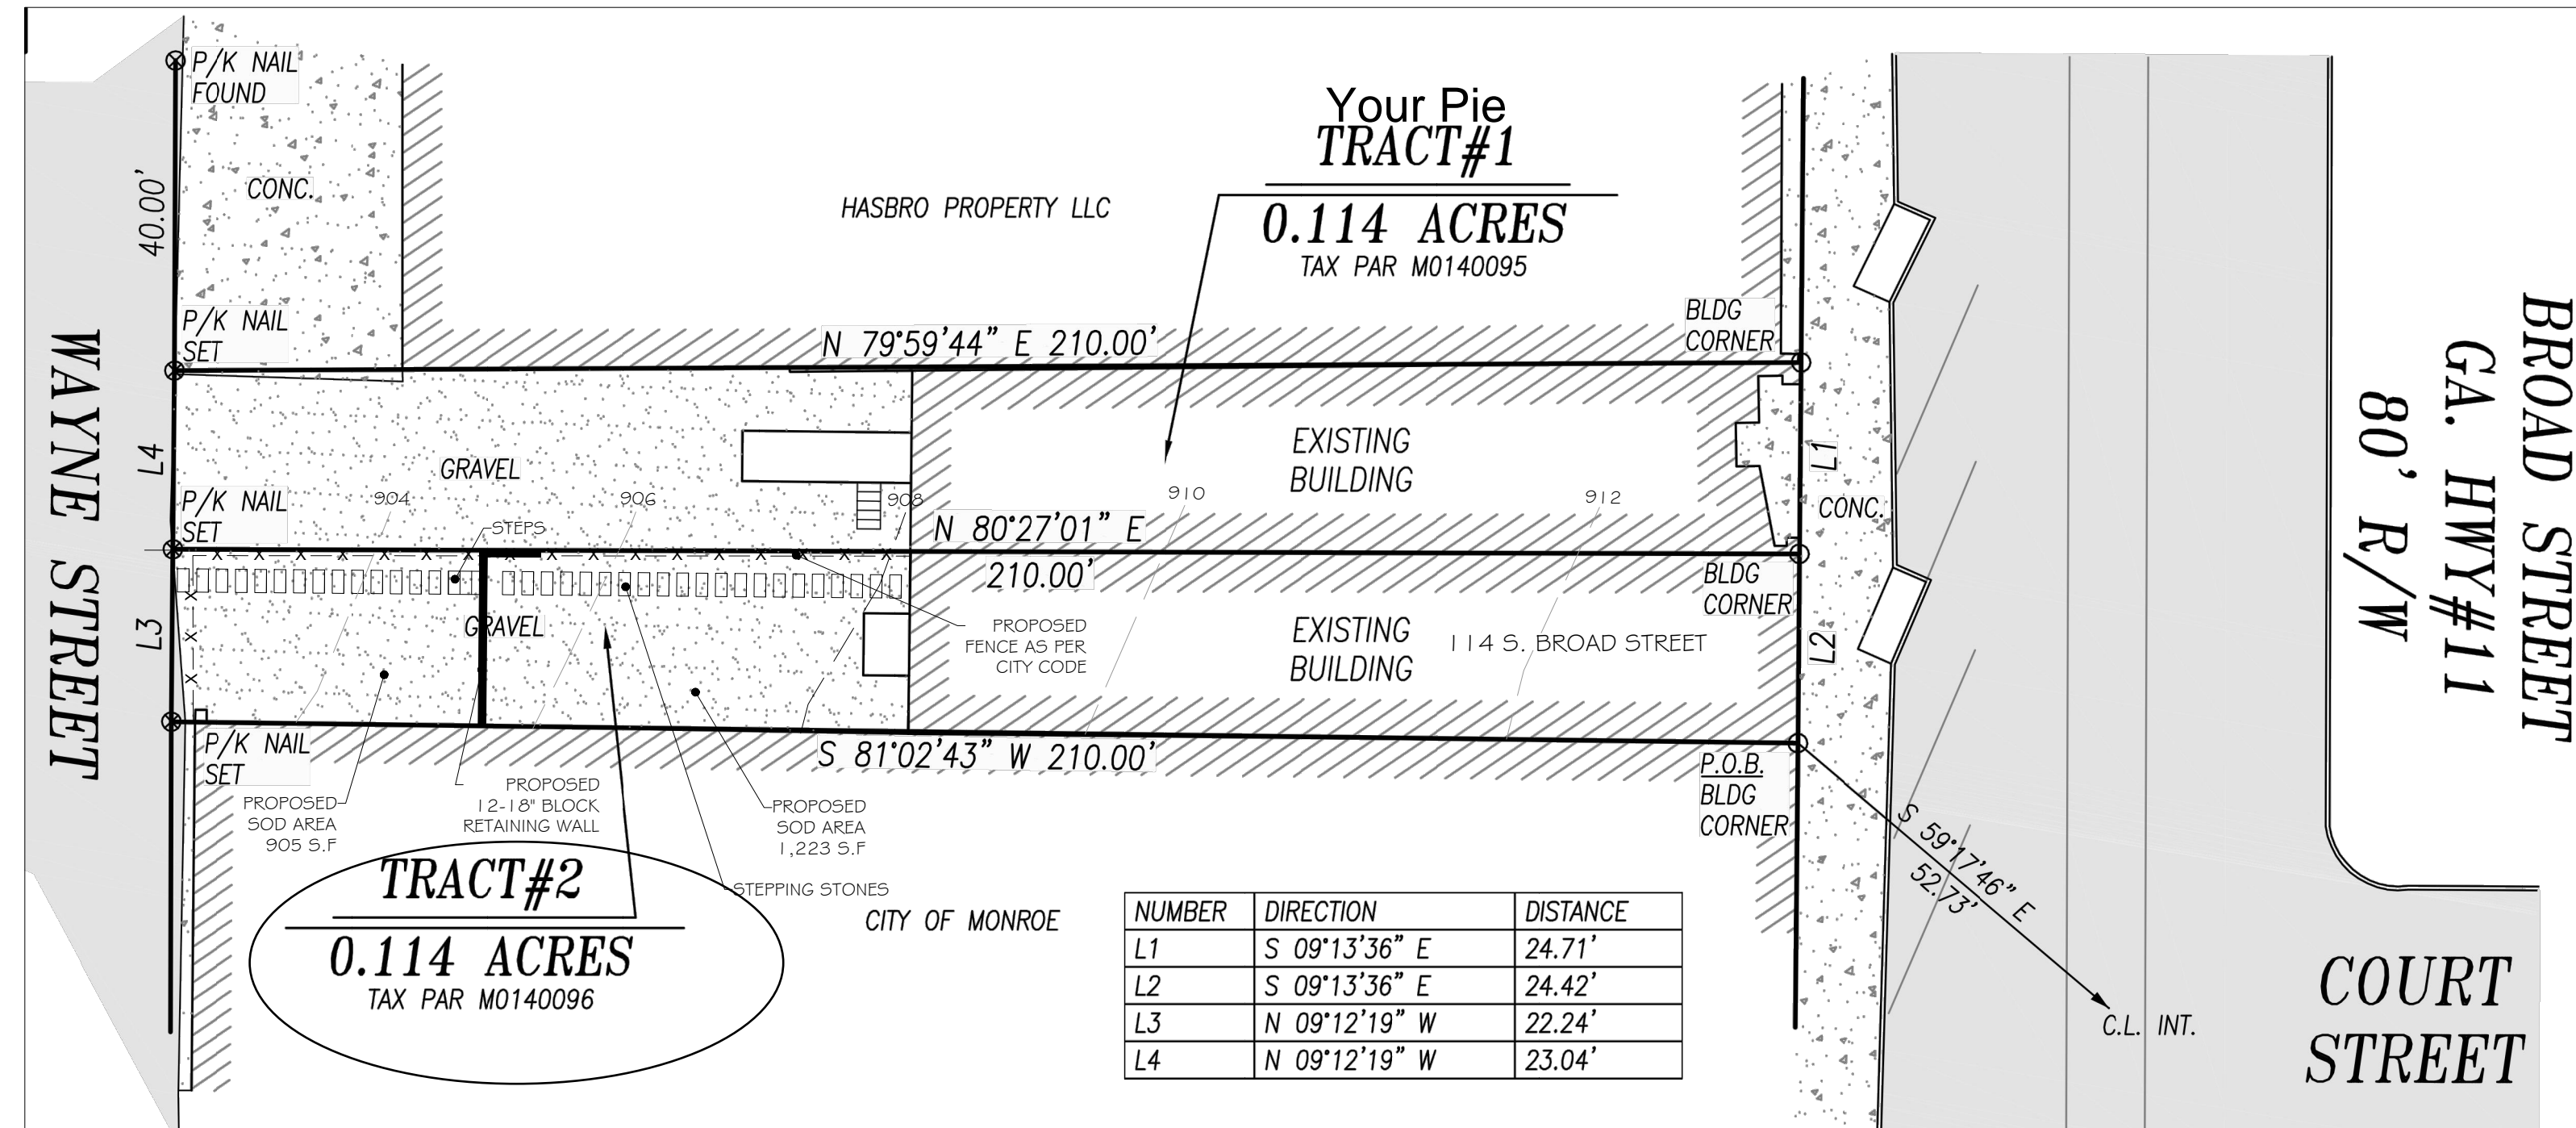 P/K NAIL
FOUND
40.00'
CONC.
Your Pie
TRACT#1
0.114 ACRES
TAX PAR M0140095
HASBRO PROPERTY LLC
P/K NAIL
SET
N 79°59'44" E 210.00'
BLDG
CORNER
WAYNE STREET
L4
GRAVEL
EXISTING
BUILDING
L1
CONC.
P/K NAIL
SET
904
906
908
910
912
STEPS
N 80°27'01" E
210.00'
BLDG
CORNER
L3
GRAVEL
PROPOSED
FENCE AS PER
CITY CODE
EXISTING
BUILDING
114 S. BROAD STREET
L2
P/K NAIL
SET
S 81°02'43" W 210.00'
P.O.B.
BLDG
CORNER
PROPOSED
SOD AREA
905 S.F
PROPOSED
12-18" BLOCK
RETAINING WALL
PROPOSED
SOD AREA
1,223 S.F
STEPPING STONES
TRACT#2
0.114 ACRES
TAX PAR M0140096
CITY OF MONROE
NUMBER DIRECTION DISTANCE
L1 S 09°13'36" E 24.71'
L2 S 09°13'36" E 24.42'
L3 N 09°12'19" W 22.24'
L4 N 09°12'19" W 23.04'
S 59°17'46" E
52.73'
C.L. INT.
BROAD STREET
GA. HWY#11
80' R/W
COURT
STREET